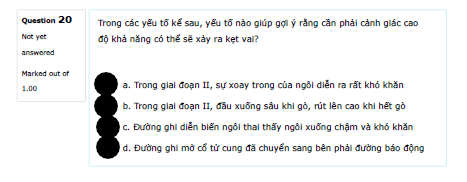 Question 20
Not yet
answered
Marked out of
1.00
Trong các yếu tố kể sau, yếu tố nào giúp gợi ý rằng cần phải cảnh giác cao
độ khả năng có thể sẽ xảy ra kẹt vai?
a. Trong giai đoạn II, sự xoay trong của ngôi diễn ra rất khó khăn
b. Trong giai đoạn II, đầu xuống sâu khi gò, rút lên cao khi hết gò
c. Đường ghi diễn biến ngôi thai thấy ngôi xuống chậm và khó khăn
d. Đường ghi mở cổ tử cung đã chuyển sang bên phải đường báo động